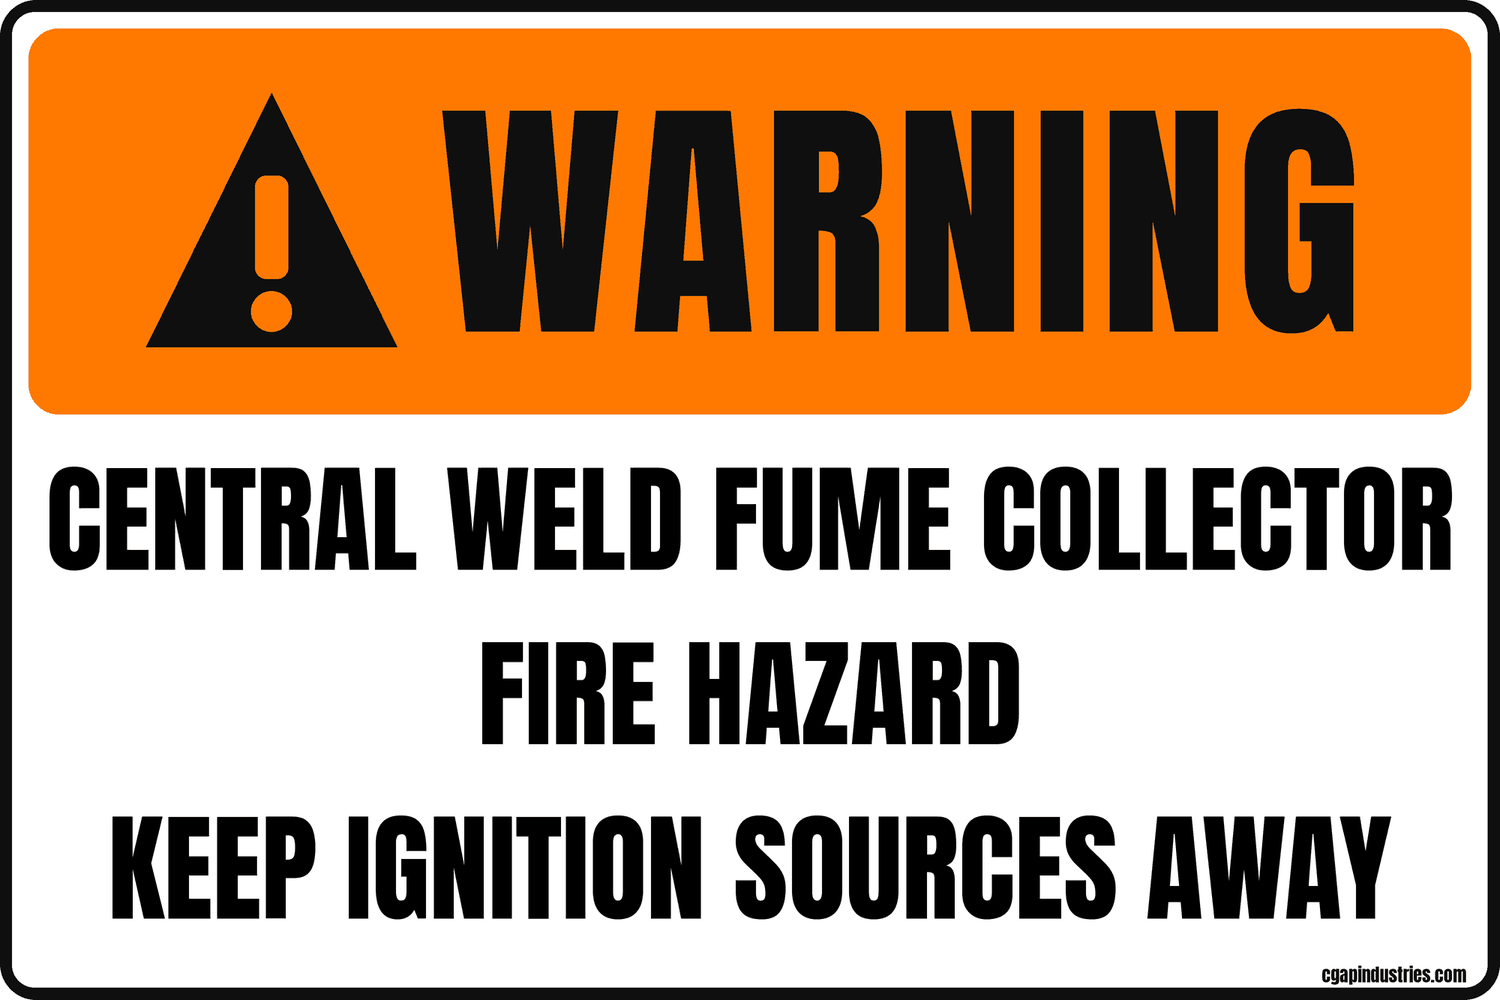 WARNING
CENTRAL WELD FUME COLLECTOR
FIRE HAZARD
KEEP IGNITION SOURCES AWAY
cgapindustries.com